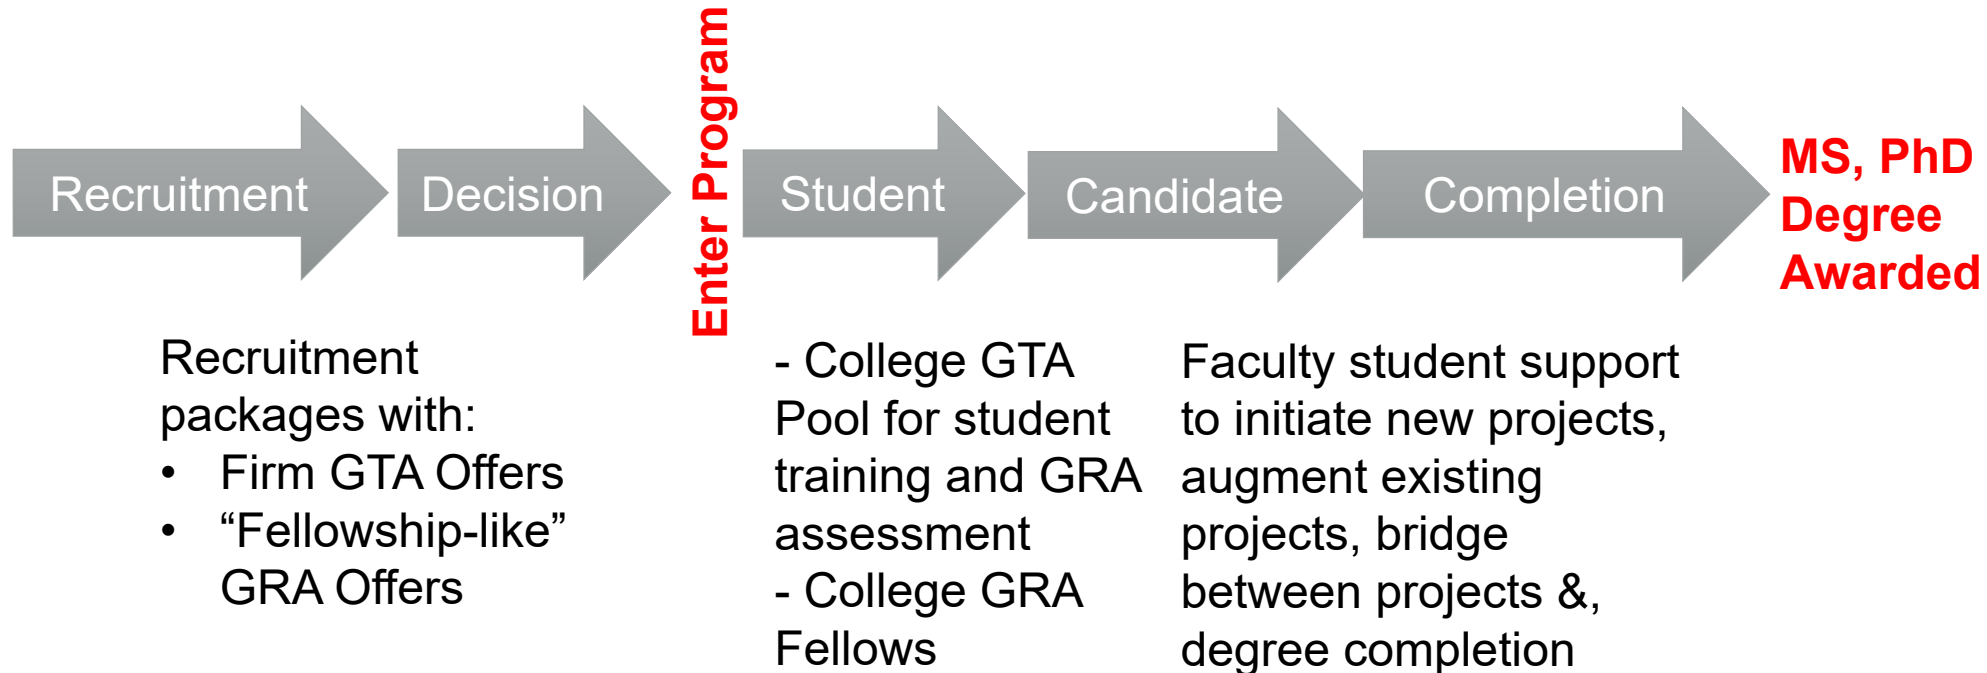 Recruitment
Decision
Enter Program
Student
Candidate
Completion
MS, PhD
Degree
Awarded
Recruitment
packages with:
• Firm GTA Offers
• “Fellowship-like”
GRA Offers
- College GTA
Pool for student
training and GRA
assessment
- College GRA
Fellows
Faculty student support
to initiate new projects,
augment existing
projects, bridge
between projects &,
degree completion